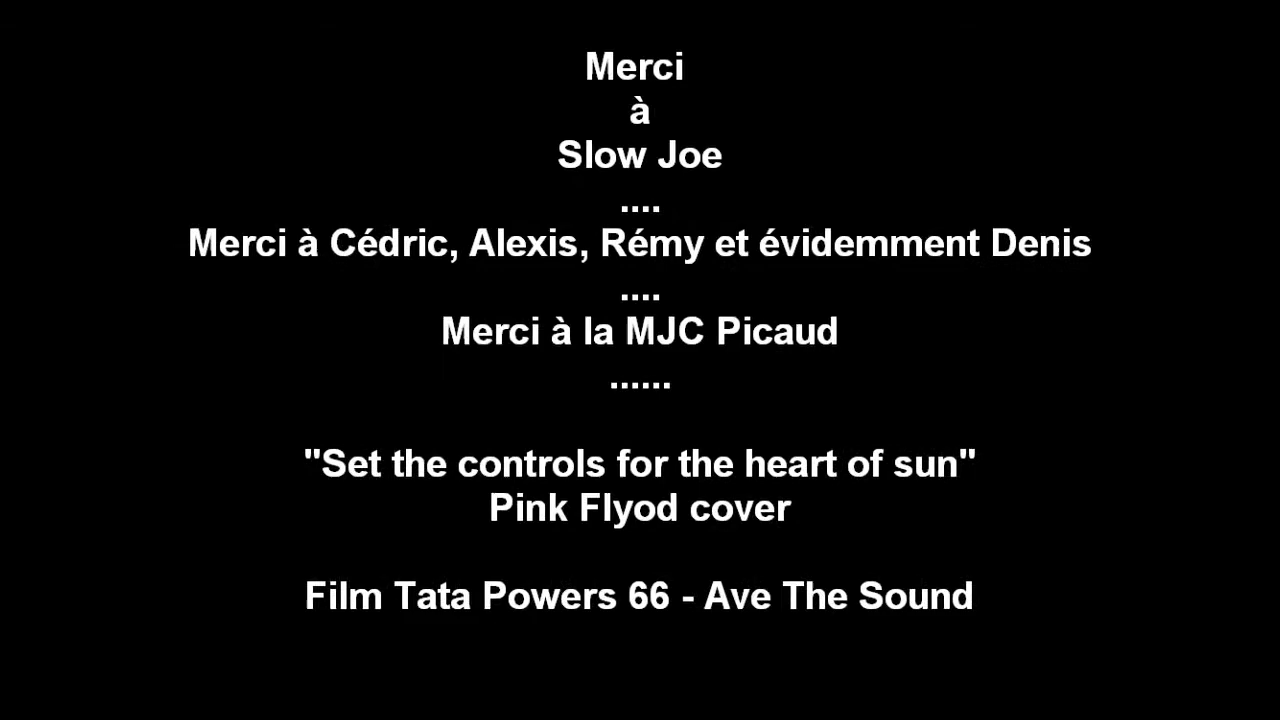 Merci
à
Slow Joe
....
Merci à Cédric, Alexis, Rémy et évidemment Denis
....
Merci à la MJC Picaud
......
"Set the controls for the heart of sun"
Pink Flyod cover
Film Tata Powers 66 - Ave The Sound